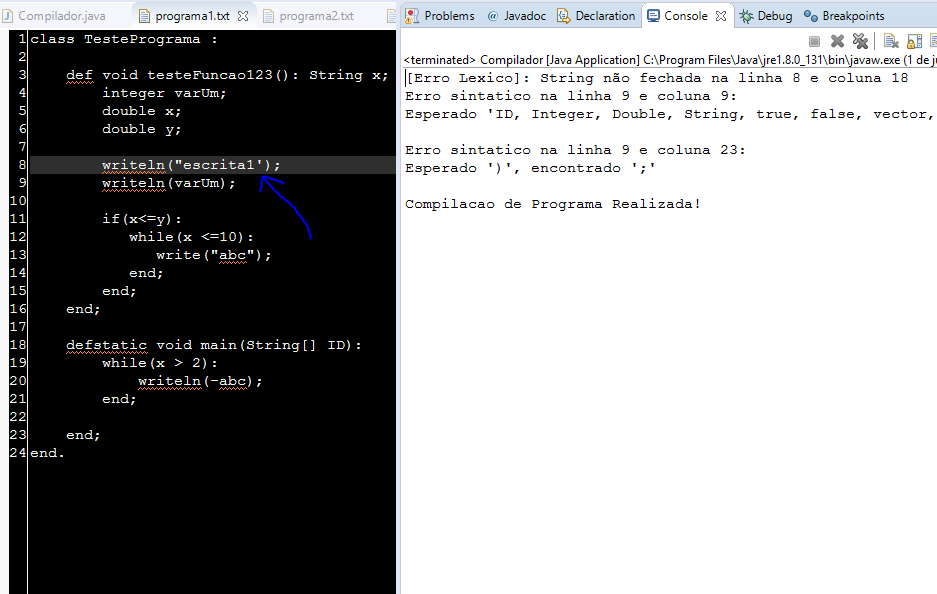 Compilador.java programa1.txt programa2.txt
1 class TestePrograma :
2
3 def void testeFuncao123(): String x;
4 integer varUm;
5 double x;
6 double y;
7
8 writeln("escrita1');
9 writeln(varUm);
10
11 if(x<=y):
12 while(x <=10):
13 write("abc");
14 end;
15 end;
16 end;
17
18 defstatic void main(String[] ID):
19 while(x > 2):
20 writeln(-abc);
21 end;
22
23 end;
24 end.
Problems @ Javadoc Declaration Console Debug Breakpoints
<terminated> Compilador [Java Application] C:\Program Files\Java\jre1.8.0_131\bin\javaw.exe (1 de ju
[Erro Lexico]: String não fechada na linha 8 e coluna 18
Erro sintatico na linha 9 e coluna 9:
Esperado 'ID, Integer, Double, String, true, false, vector,
Erro sintatico na linha 9 e coluna 23:
Esperado ')', encontrado ';'
Compilacao de Programa Realizada!